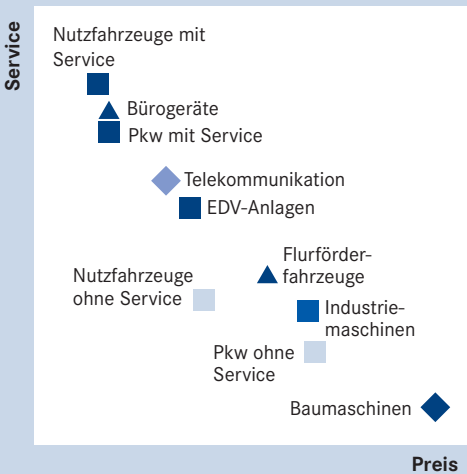 Service
Nutzfahrzeuge mit
Service
Bürogeräte
Pkw mit Service
Telekommunikation
EDV-Anlagen
Flurförder-
fahrzeuge
Nutzfahrzeuge
ohne Service
Industrie-
maschinen
Pkw ohne
Service
Baumaschinen
Preis